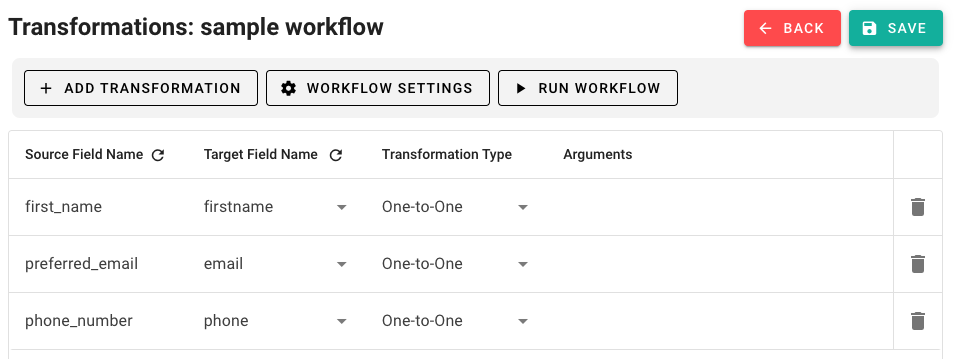 Transformations: sample workflow
BACK
SAVE
ADD TRANSFORMATION
WORKFLOW SETTINGS
RUN WORKFLOW
Source Field Name Target Field Name Transformation Type Arguments
first_name firstname One-to-One
preferred_email email One-to-One
phone_number phone One-to-One